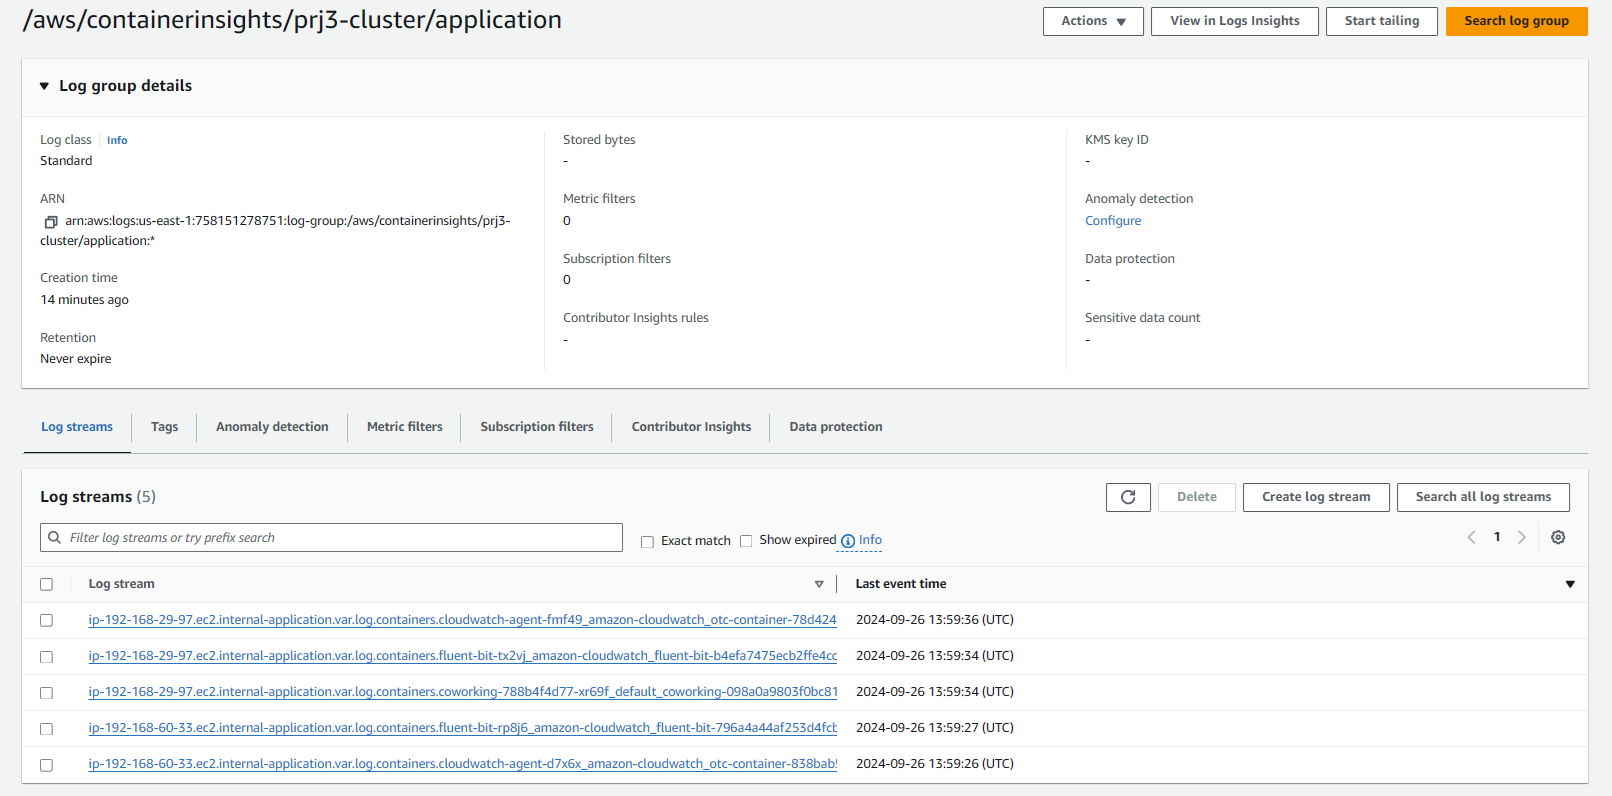 /aws/containerinsights/prj3-cluster/application
Actions
View in Logs Insights
Start tailing
Search log group
Log group details
Log class
Info
Standard
Stored bytes
-
KMS key ID
-
ARN
arn:aws:logs:us-east-1:758151278751:log-group:/aws/containerinsights/prj3-
cluster/application:*
Metric filters
0
Anomaly detection
Configure
Creation time
14 minutes ago
Subscription filters
0
Data protection
-
Retention
Never expire
Contributor Insights rules
-
Sensitive data count
-
Log streams
Tags
Anomaly detection
Metric filters
Subscription filters
Contributor Insights
Data protection
Log streams (5)
Delete
Create log stream
Search all log streams
Filter log streams or try prefix search
Exact match
Show expired
Info
1
Log stream
Last event time
ip-192-168-29-97.ec2.internal-application.var.log.containers.cloudwatch-agent-fmf49_amazon-cloudwatch_otc-container-78d424
2024-09-26 13:59:36 (UTC)
ip-192-168-29-97.ec2.internal-application.var.log.containers.fluent-bit-tx2vj_amazon-cloudwatch_fluent-bit-b4efa7475ecb2ffe4cc
2024-09-26 13:59:34 (UTC)
ip-192-168-29-97.ec2.internal-application.var.log.containers.coworking-788b4f4d77-xr69f_default_coworking-098a0a9803f0bc81
2024-09-26 13:59:34 (UTC)
ip-192-168-60-33.ec2.internal-application.var.log.containers.fluent-bit-rp8j6_amazon-cloudwatch_fluent-bit-796a4a44af253d4fcb
2024-09-26 13:59:27 (UTC)
ip-192-168-60-33.ec2.internal-application.var.log.containers.cloudwatch-agent-d7x6x_amazon-cloudwatch_otc-container-838bab5
2024-09-26 13:59:26 (UTC)